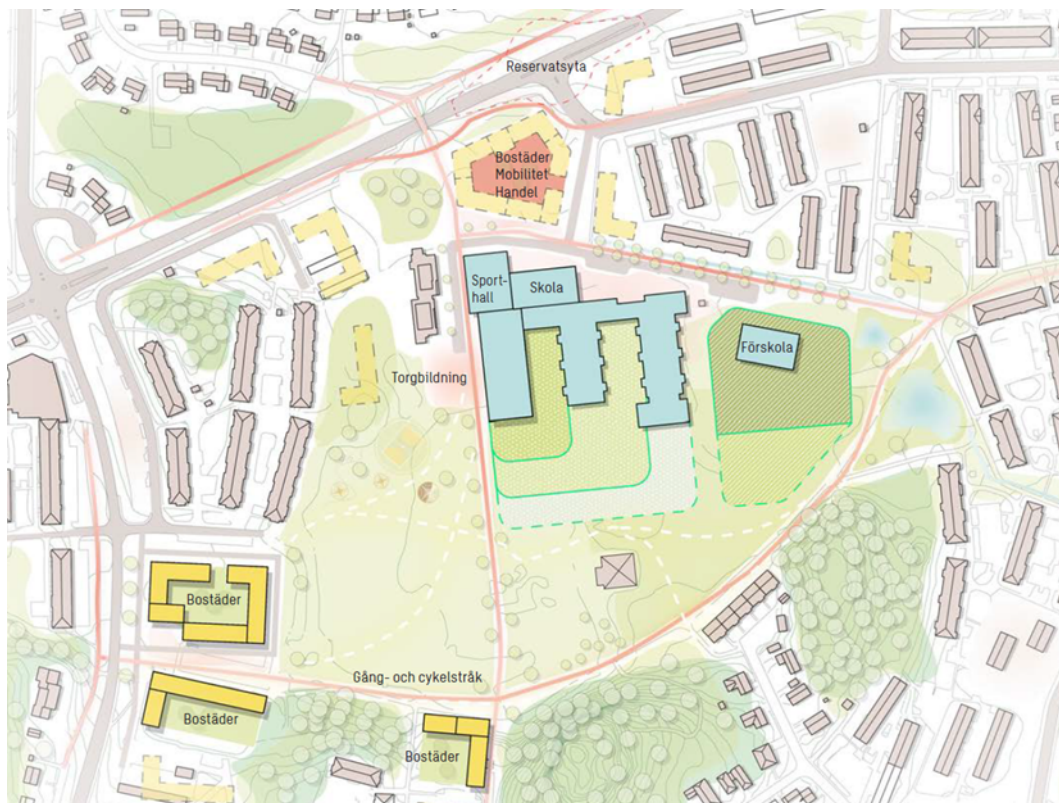 Reservatsyta
Bostäder
Mobilitet
Handel
Sport-
hall
Skola
Förskola
Torgbildning
Bostäder
Gång- och cykelstråk
Bostäder
Bostäder